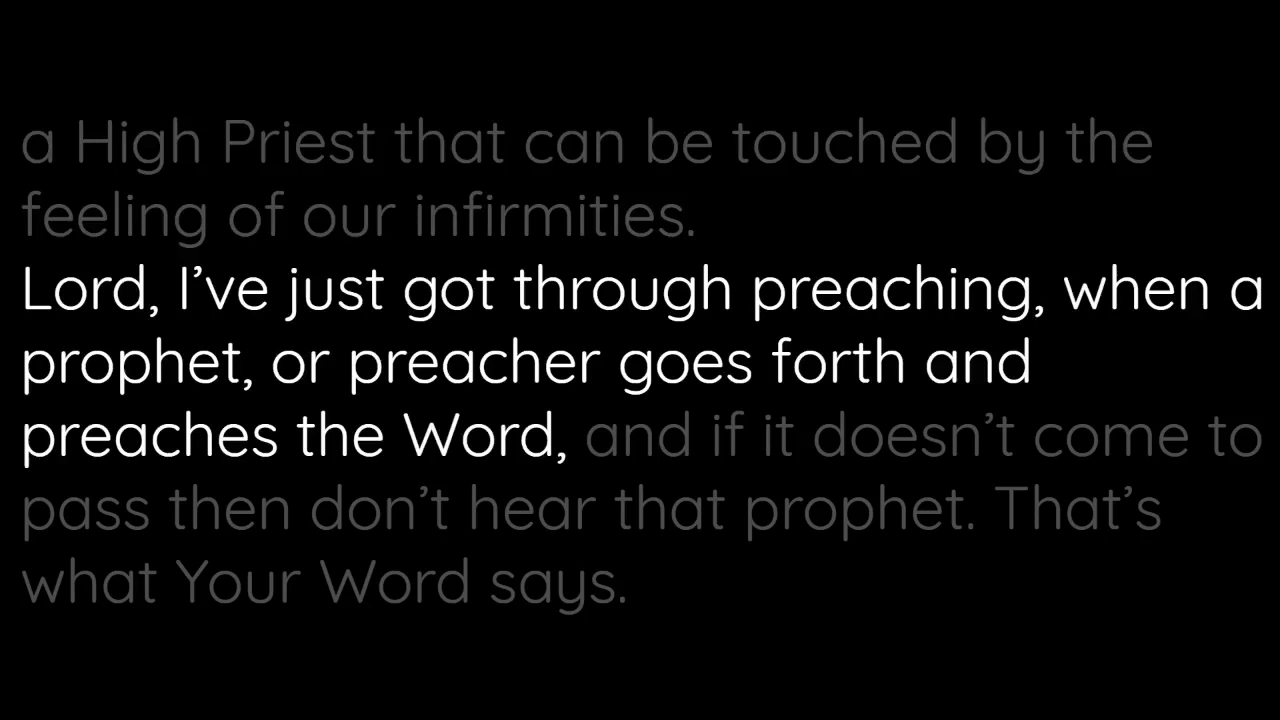 a High Priest that can be touched by the
feeling of our infirmities.
Lord, I’ve just got through preaching, when a
prophet, or preacher goes forth and
preaches the Word, and if it doesn’t come to
pass then don’t hear that prophet. That’s
what Your Word says.